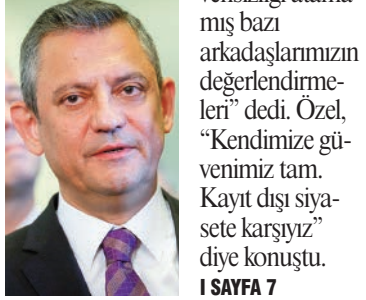 mış bazı
arkadaşlarımızın
değerlendirme-
leri” dedi. Özel,
“Kendimize gü-
venimiz tam.
Kayıt dışı siya-
sete karşıyız”
diye konuştu.
I SAYFA 7